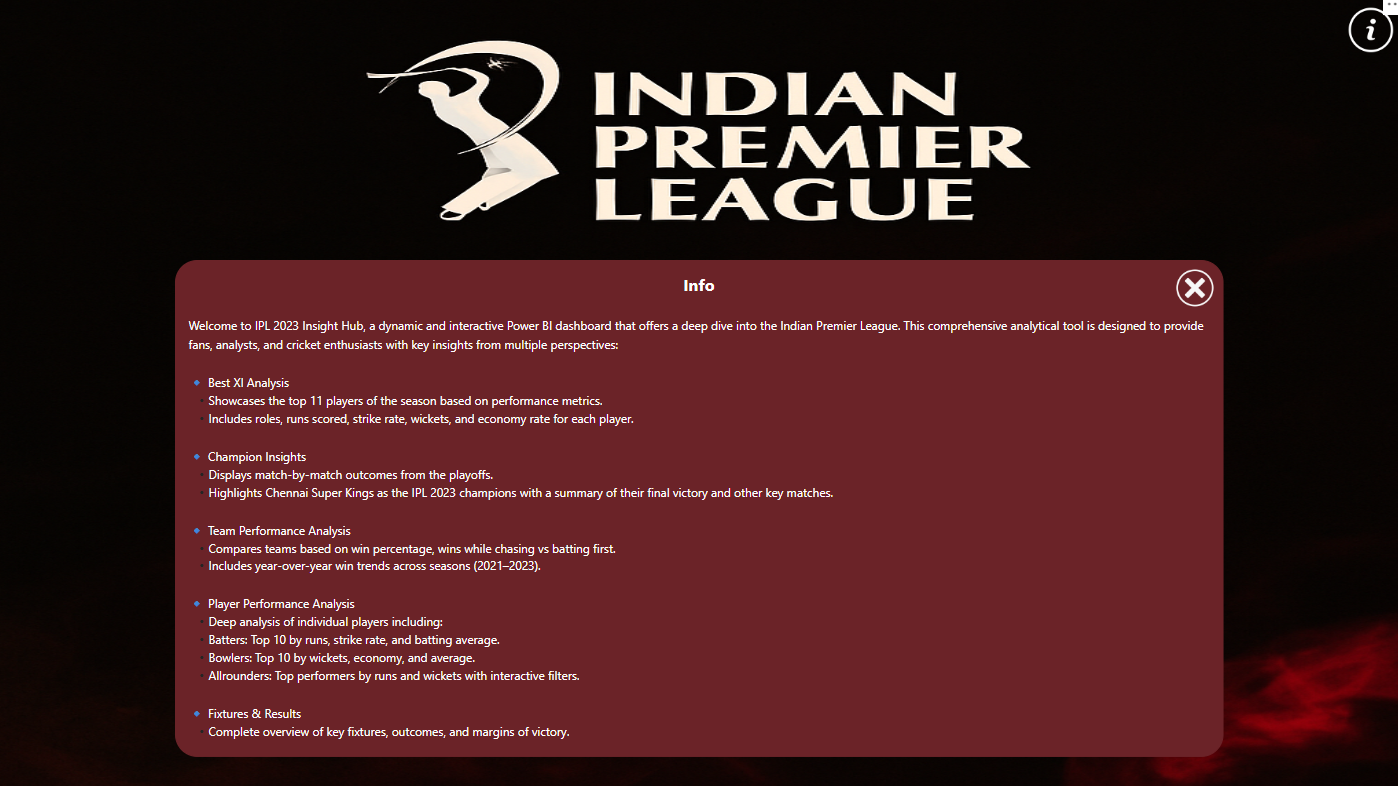 INDIAN
PREMIER
LEAGUE
i
Info
Welcome to IPL 2023 Insight Hub, a dynamic and interactive Power BI dashboard that offers a deep dive into the Indian Premier League. This comprehensive analytical tool is designed to provide
fans, analysts, and cricket enthusiasts with key insights from multiple perspectives:
🔹 Best XI Analysis
· Showcases the top 11 players of the season based on performance metrics.
· Includes roles, runs scored, strike rate, wickets, and economy rate for each player.
🔹 Champion Insights
· Displays match-by-match outcomes from the playoffs.
· Highlights Chennai Super Kings as the IPL 2023 champions with a summary of their final victory and other key matches.
🔹 Team Performance Analysis
· Compares teams based on win percentage, wins while chasing vs batting first.
· Includes year-over-year win trends across seasons (2021–2023).
🔹 Player Performance Analysis
· Deep analysis of individual players including:
· Batters: Top 10 by runs, strike rate, and batting average.
· Bowlers: Top 10 by wickets, economy, and average.
· Allrounders: Top performers by runs and wickets with interactive filters.
🔹 Fixtures & Results
· Complete overview of key fixtures, outcomes, and margins of victory.